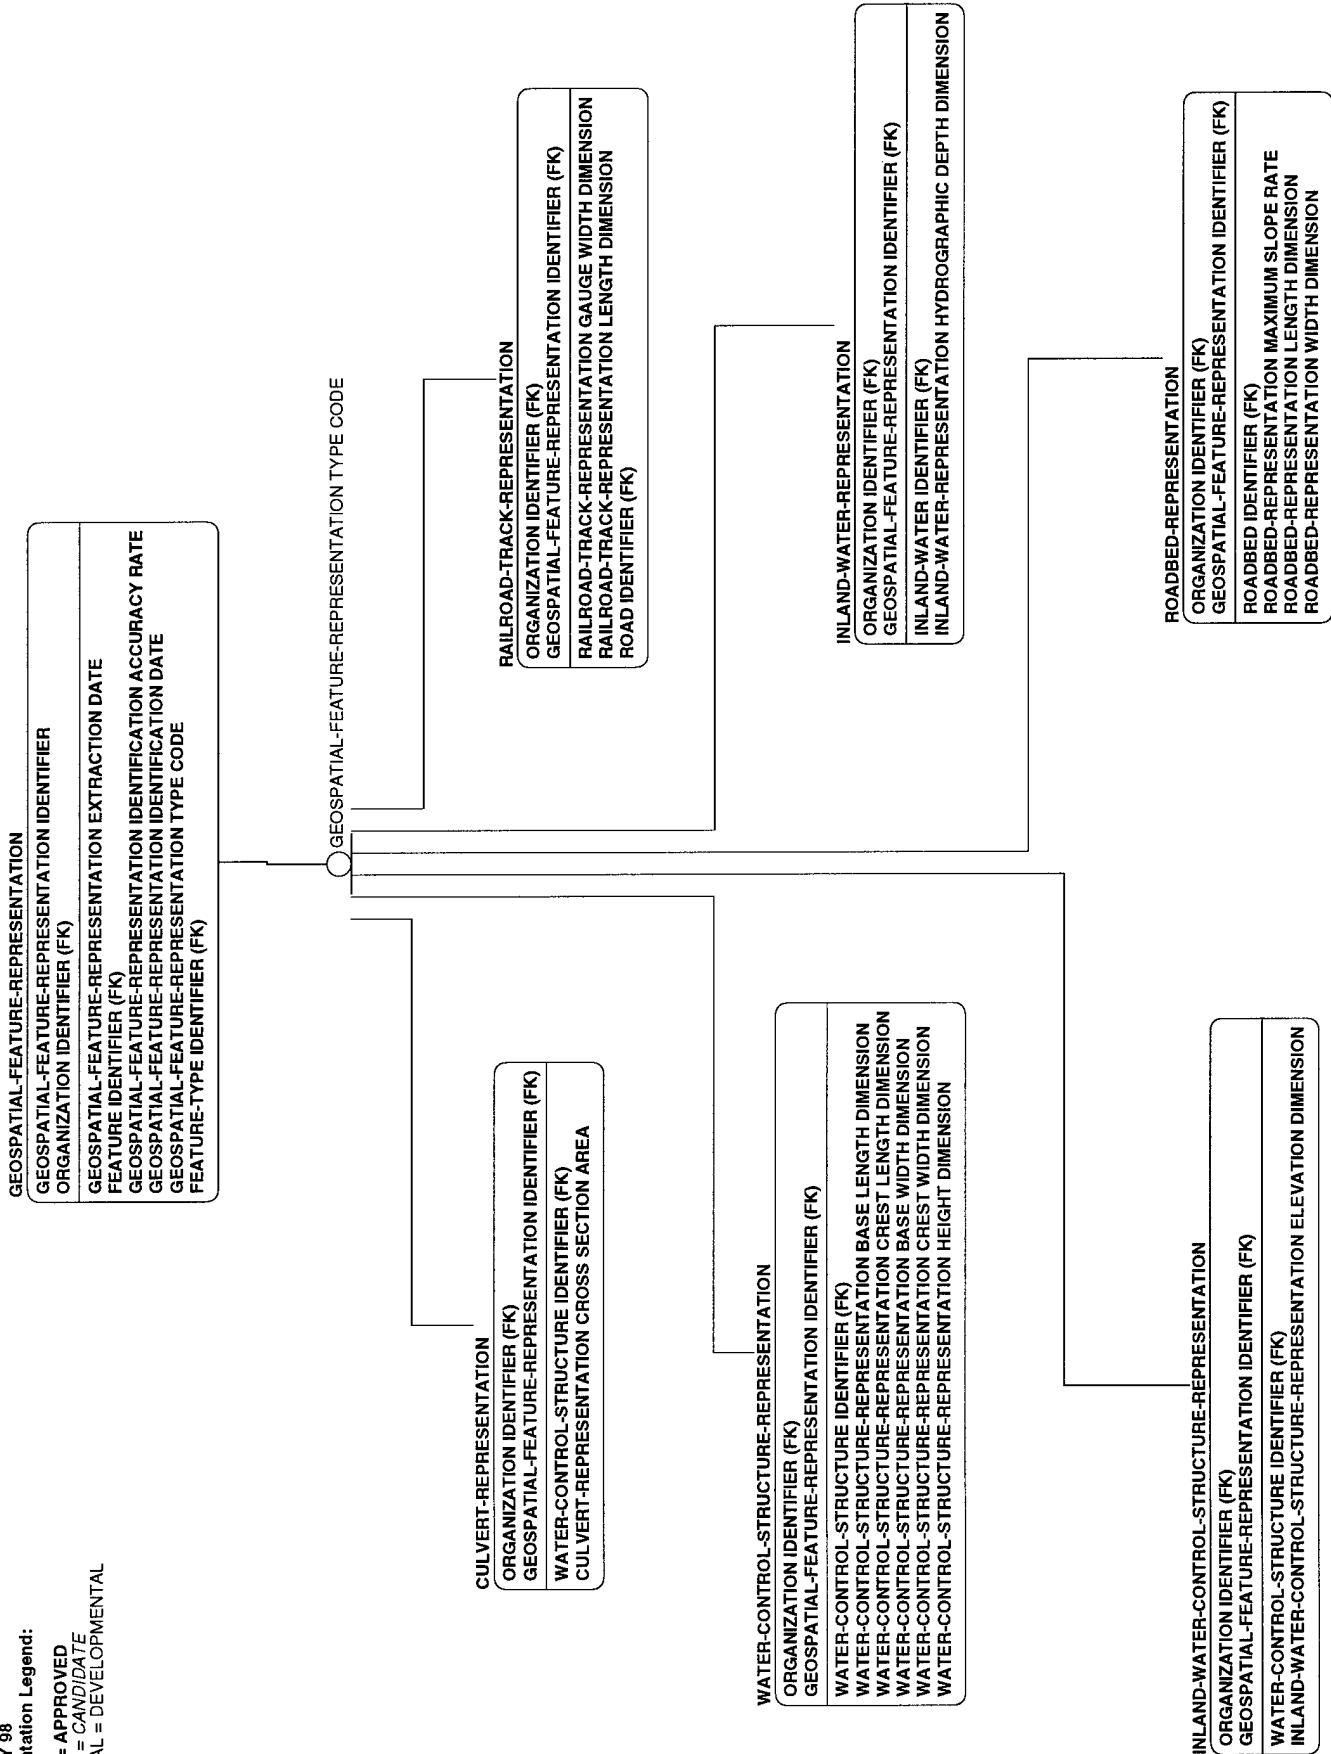 Y 98
tation Legend:
= APPROVED
= CANDIDATE
AL = DEVELOPMENTAL
GEOSPATIAL-FEATURE-REPRESENTATION
GEOSPATIAL-FEATURE-REPRESENTATION IDENTIFIER
ORGANIZATION IDENTIFIER (FK)
GEOSPATIAL-FEATURE-REPRESENTATION EXTRACTION DATE
FEATURE IDENTIFIER (FK)
GEOSPATIAL-FEATURE-REPRESENTATION IDENTIFICATION ACCURACY RATE
GEOSPATIAL-FEATURE-REPRESENTATION IDENTIFICATION DATE
GEOSPATIAL-FEATURE-REPRESENTATION TYPE CODE
FEATURE-TYPE IDENTIFIER (FK)
GEOSPATIAL-FEATURE-REPRESENTATION TYPE CODE
CULVERT-REPRESENTATION
ORGANIZATION IDENTIFIER (FK)
GEOSPATIAL-FEATURE-REPRESENTATION IDENTIFIER (FK)
WATER-CONTROL-STRUCTURE IDENTIFIER (FK)
CULVERT-REPRESENTATION CROSS SECTION AREA
RAILROAD-TRACK-REPRESENTATION
ORGANIZATION IDENTIFIER (FK)
GEOSPATIAL-FEATURE-REPRESENTATION IDENTIFIER (FK)
RAILROAD-TRACK-REPRESENTATION GAUGE WIDTH DIMENSION
RAILROAD-TRACK-REPRESENTATION LENGTH DIMENSION
ROAD IDENTIFIER (FK)
WATER-CONTROL-STRUCTURE-REPRESENTATION
ORGANIZATION IDENTIFIER (FK)
GEOSPATIAL-FEATURE-REPRESENTATION IDENTIFIER (FK)
WATER-CONTROL-STRUCTURE IDENTIFIER (FK)
WATER-CONTROL-STRUCTURE-REPRESENTATION BASE LENGTH DIMENSION
WATER-CONTROL-STRUCTURE-REPRESENTATION CREST LENGTH DIMENSION
WATER-CONTROL-STRUCTURE-REPRESENTATION BASE WIDTH DIMENSION
WATER-CONTROL-STRUCTURE-REPRESENTATION CREST WIDTH DIMENSION
WATER-CONTROL-STRUCTURE-REPRESENTATION HEIGHT DIMENSION
INLAND-WATER-REPRESENTATION
ORGANIZATION IDENTIFIER (FK)
GEOSPATIAL-FEATURE-REPRESENTATION IDENTIFIER (FK)
INLAND-WATER IDENTIFIER (FK)
INLAND-WATER-REPRESENTATION HYDROGRAPHIC DEPTH DIMENSION
INLAND-WATER-CONTROL-STRUCTURE-REPRESENTATION
ORGANIZATION IDENTIFIER (FK)
GEOSPATIAL-FEATURE-REPRESENTATION IDENTIFIER (FK)
WATER-CONTROL-STRUCTURE IDENTIFIER (FK)
INLAND-WATER-CONTROL-STRUCTURE-REPRESENTATION ELEVATION DIMENSION
ROADBED-REPRESENTATION
ORGANIZATION IDENTIFIER (FK)
GEOSPATIAL-FEATURE-REPRESENTATION IDENTIFIER (FK)
ROADBED IDENTIFIER (FK)
ROADBED-REPRESENTATION MAXIMUM SLOPE RATE
ROADBED-REPRESENTATION LENGTH DIMENSION
ROADBED-REPRESENTATION WIDTH DIMENSION